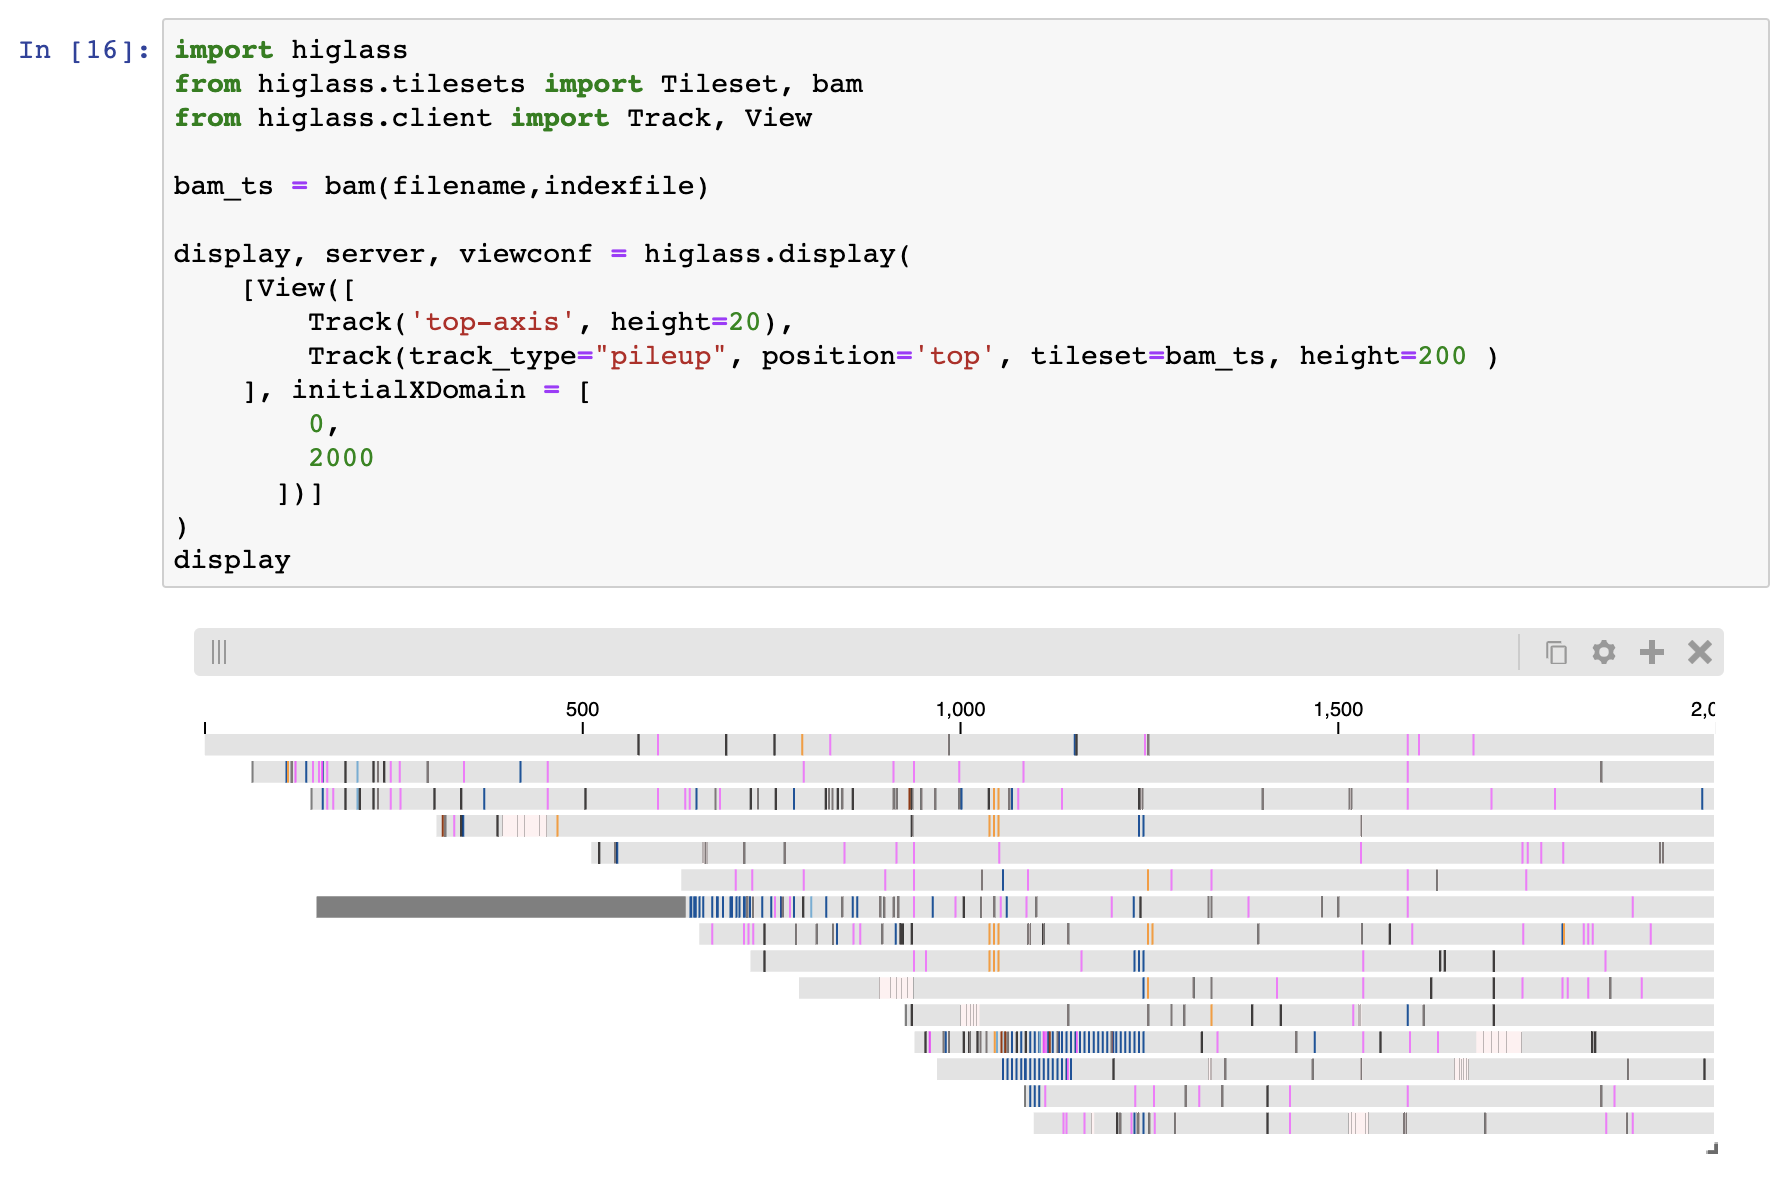 In [16]:
import higlass
from higlass.tilesets import Tileset, bam
from higlass.client import Track, View

bam_ts = bam(filename,indexfile)

display, server, viewconf = higlass.display(
    [View([
        Track('top-axis', height=20),
        Track(track_type="pileup", position='top', tileset=bam_ts, height=200 )
    ], initialXDomain = [
        0,
        2000
      ])]
)
display
500 1,000 1,500 2,0